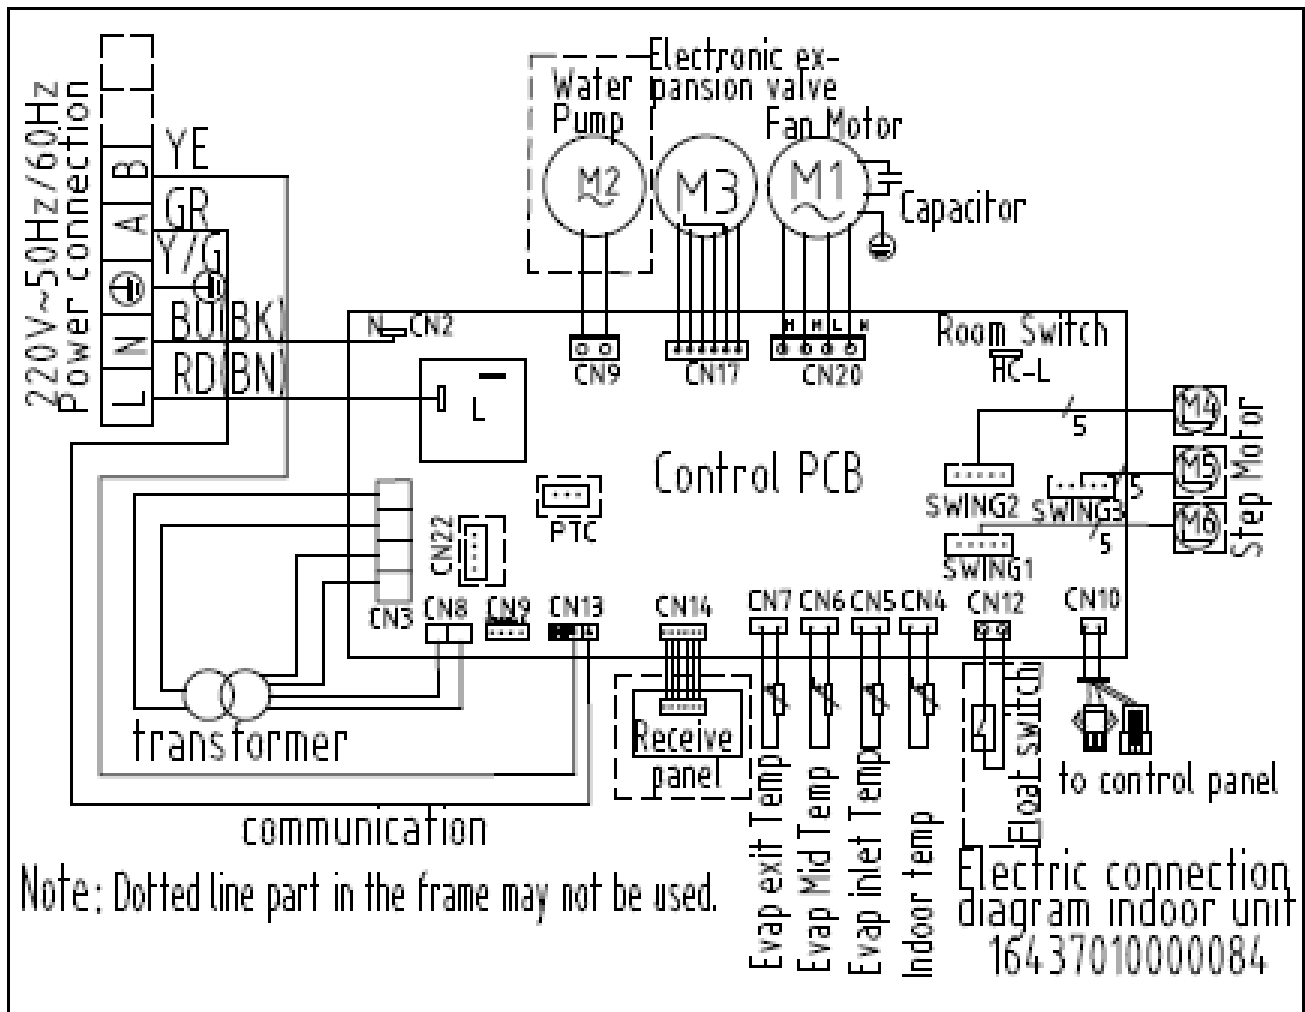 220V~50Hz/60Hz
Power connection
B
A
N
L
YE
GR
Y/G
BU(BK)
RD(BN)
Water
Pump
Electronic ex-
pansion valve
Fan Motor
M2
M3
M1
Capacitor
N
CN2
L
CN9
CN17
H M L N
CN20
Room Switch
HC-L
Control PCB
PTC
CN22
SWING2
SWING3
SWING1
5
5
5
M4
M5
M6
Step Motor
CN3
CN8
CN9
CN13
CN14
CN7
CN6
CN5
CN4
CN12
CN10
transformer
communication
Receive
panel
Evap exit Temp
Evap Mid Temp
Evap inlet Temp
Indoor temp
Float switch
to control panel
Note: Dotted line part in the frame may not be used.
Electric connection
diagram indoor unit
16437010000084